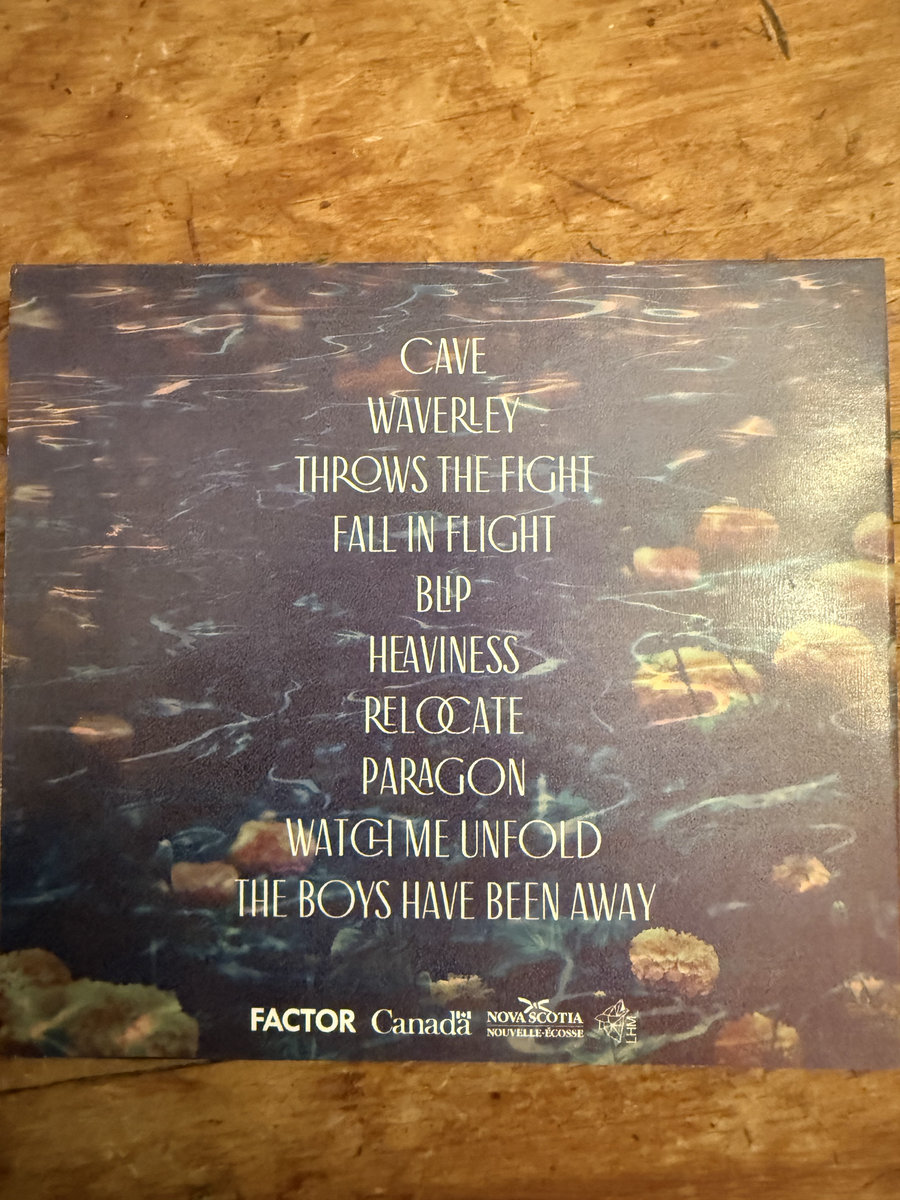 CAVE
WAVERLEY
THROWS THE FIGHT
FALL IN FLIGHT
BLIP
HEAVINESS
RELOCATE
PARAGON
WATCH ME UNFOLD
THE BOYS HAVE BEEN AWAY
FACTOR Canada NOVA SCOTIA LHM
NOUVELLE-ÉCOSSE